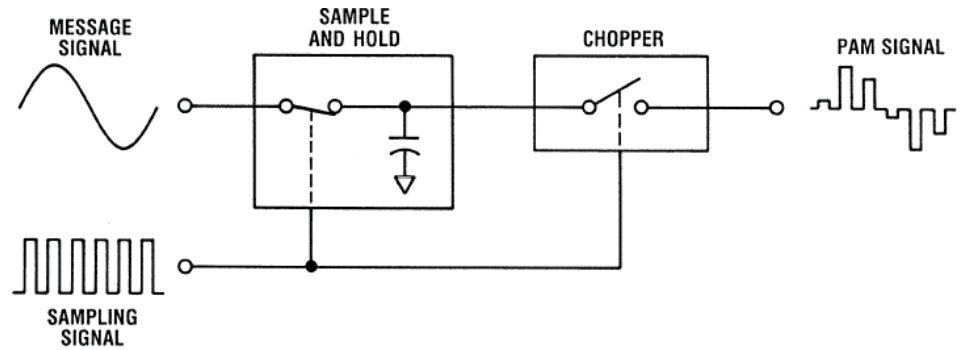 MESSAGE
SIGNAL
SAMPLE
AND HOLD
CHOPPER
PAM SIGNAL
SAMPLING
SIGNAL